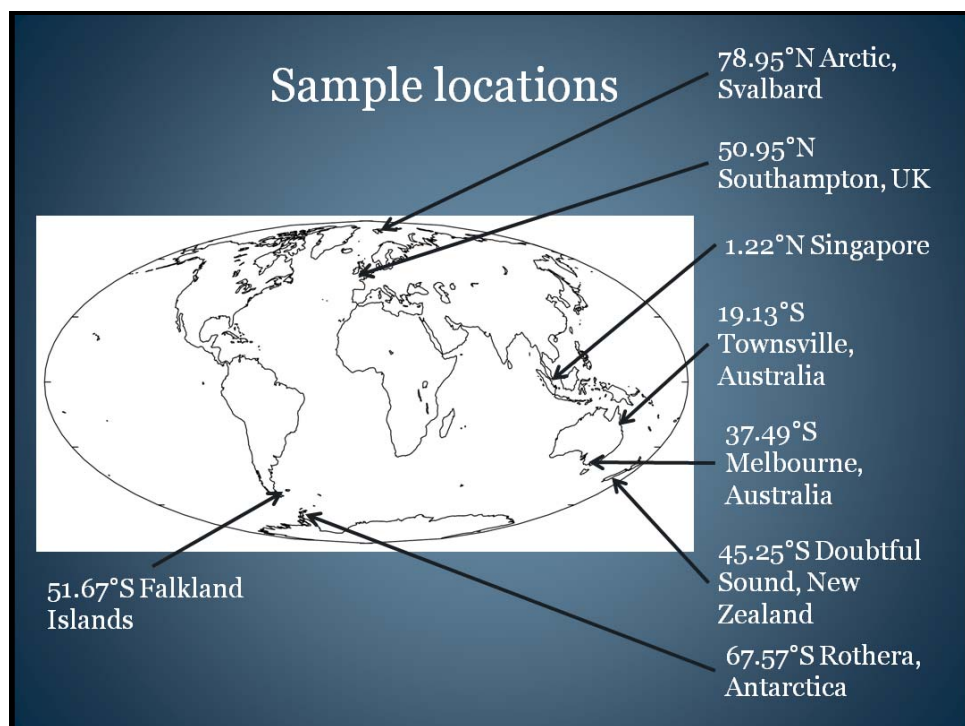 Sample locations
78.95°N Arctic,
Svalbard
50.95°N
Southampton, UK
1.22°N Singapore
19.13°S
Townsville,
Australia
37.49°S
Melbourne,
Australia
45.25°S Doubtful
Sound, New
Zealand
67.57°S Rothera,
Antarctica
51.67°S Falkland
Islands